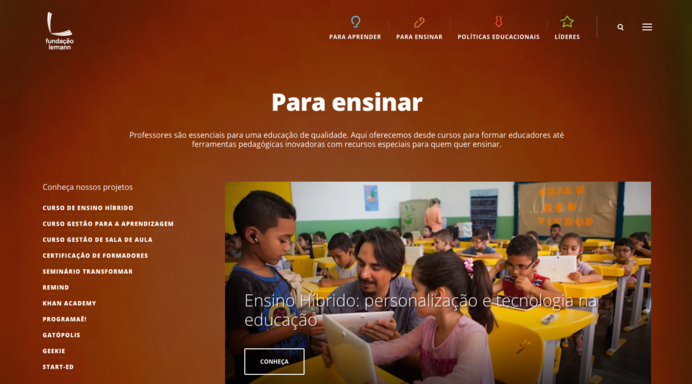 fundação
lemann
PARA APRENDER
PARA ENSINAR
POLÍTICAS EDUCACIONAIS
LÍDERES
Para ensinar
Professores são essenciais para uma educação de qualidade. Aqui oferecemos desde cursos para formar educadores até
ferramentas pedagógicas inovadoras com recursos especiais para quem quer ensinar.
Conheça nossos projetos
CURSO DE ENSINO HÍBRIDO
CURSO GESTÃO PARA A APRENDIZAGEM
CURSO GESTÃO DE SALA DE AULA
CERTIFICAÇÃO DE FORMADORES
SEMINÁRIO TRANSFORMAR
REMIND
KHAN ACADEMY
PROGRAMAÊ!
GATÓPOLIS
GEEKIE
START-ED
Ensino Híbrido: personalização e tecnologia na
educação
CONHEÇA